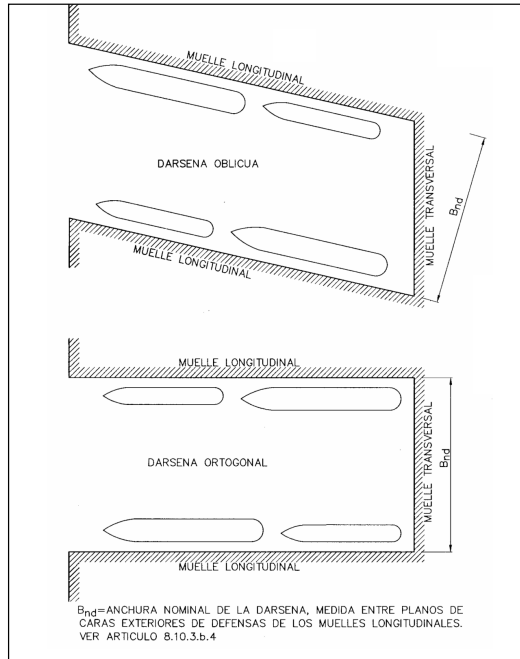 MUELLE LONGITUDINAL
DARSENA OBLICUA
MUELLE TRANSVERSAL
Bnd
MUELLE LONGITUDINAL
MUELLE LONGITUDINAL
DARSENA ORTOGONAL
MUELLE TRANSVERSAL
Bnd
MUELLE LONGITUDINAL
Bnd=ANCHURA NOMINAL DE LA DARSENA, MEDIDA ENTRE PLANOS DE
CARAS EXTERIORES DE DEFENSAS DE LOS MUELLES LONGITUDINALES.
VER ARTICULO 8.10.3.b.4